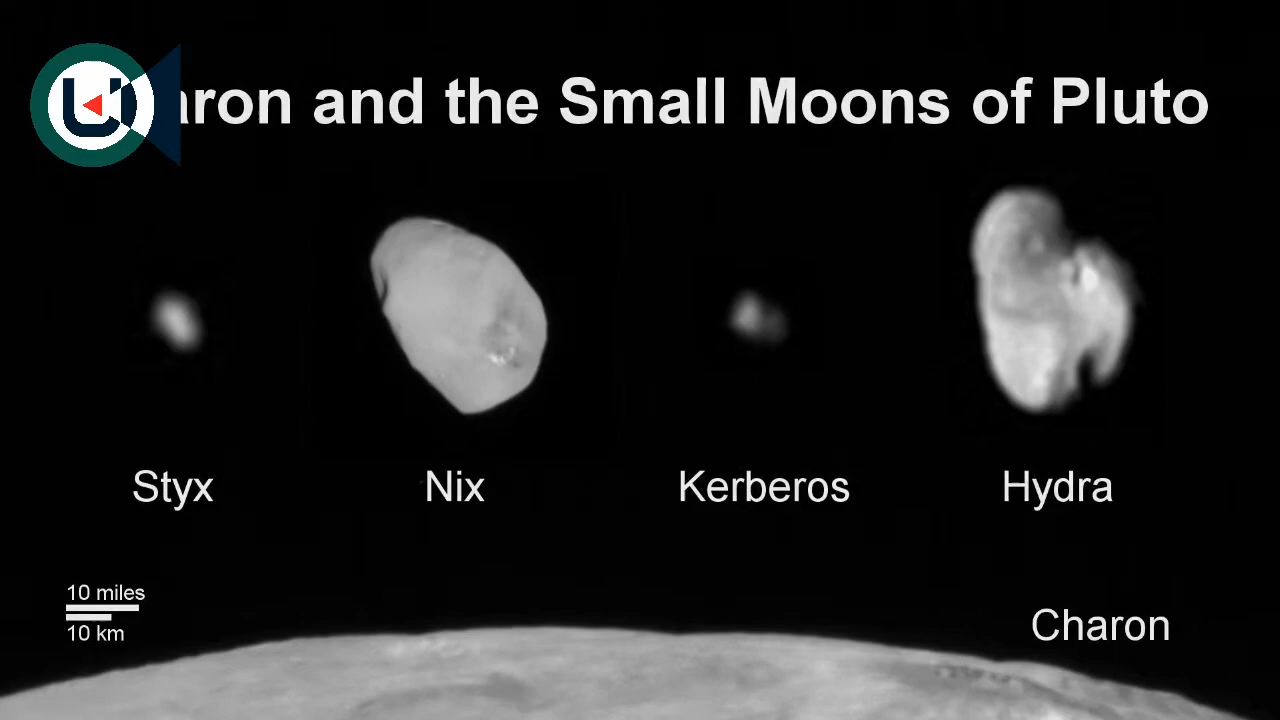 aron and the Small Moons of Pluto
Styx Nix Kerberos Hydra
10 miles
10 km
Charon